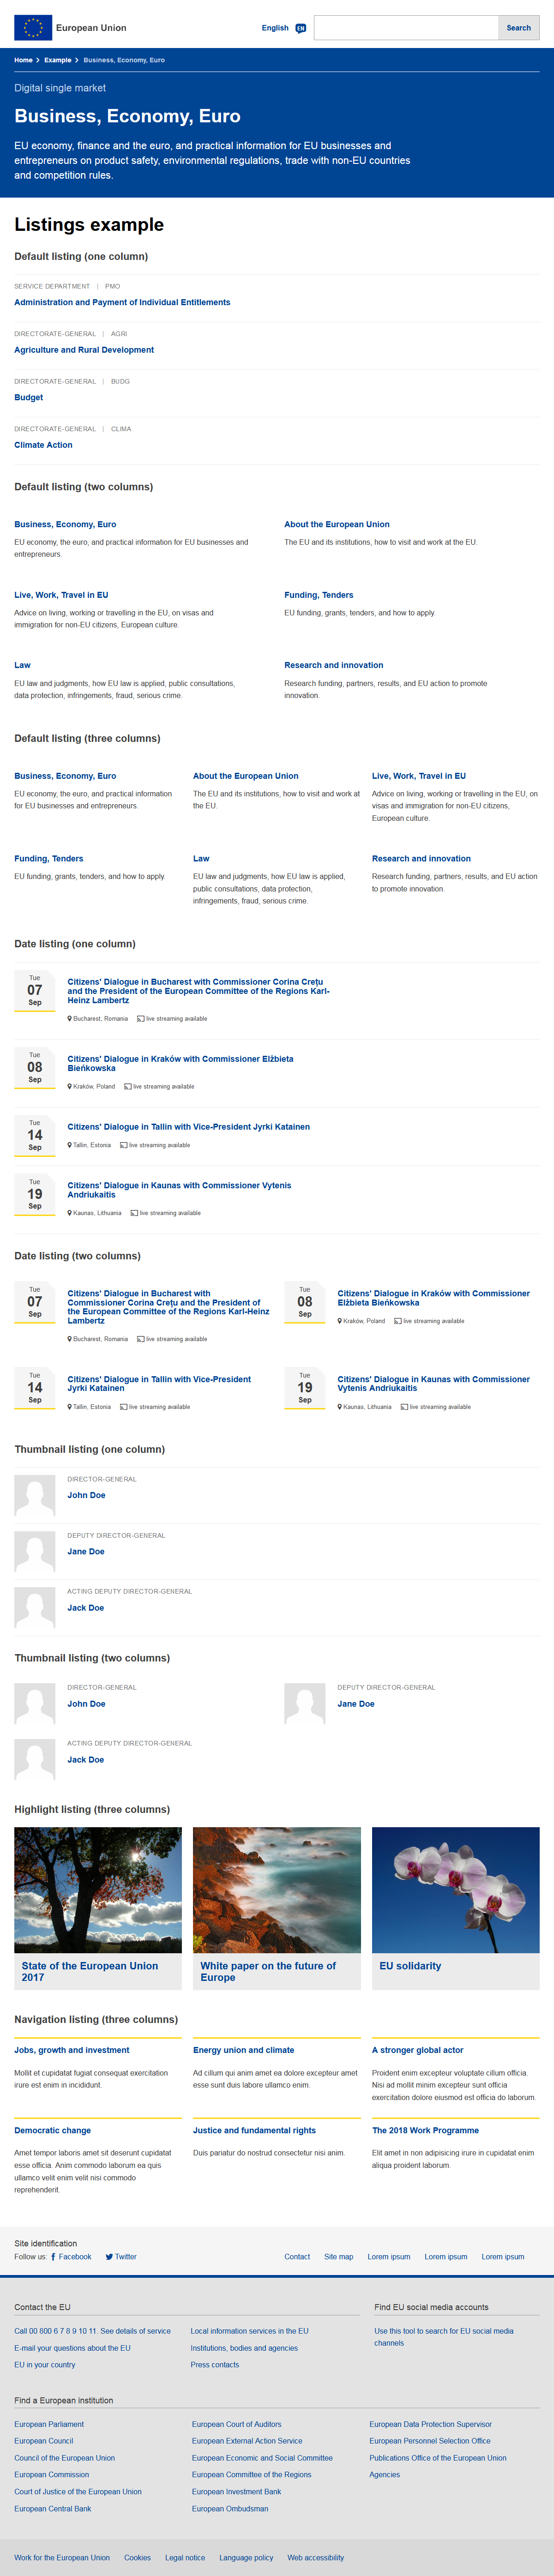 European Union
English EN Search
Home Example Business, Economy, Euro
Digital single market
Business, Economy, Euro
EU economy, finance and the euro, and practical information for EU businesses and
entrepreneurs on product safety, environmental regulations, trade with non-EU countries
and competition rules.
Listings example
Default listing (one column)
SERVICE DEPARTMENT | PMO
Administration and Payment of Individual Entitlements
DIRECTORATE-GENERAL | AGRI
Agriculture and Rural Development
DIRECTORATE-GENERAL | BUDG
Budget
DIRECTORATE-GENERAL | CLIMA
Climate Action
Default listing (two columns)
Business, Economy, Euro
EU economy, the euro, and practical information for EU businesses and
entrepreneurs.
About the European Union
The EU and its institutions, how to visit and work at the EU.
Live, Work, Travel in EU
Advice on living, working or travelling in the EU, on visas and
immigration for non-EU citizens, European culture.
Funding, Tenders
EU funding, grants, tenders, and how to apply.
Law
EU law and judgments, how EU law is applied, public consultations,
data protection, infringements, fraud, serious crime.
Research and innovation
Research funding, partners, results, and EU action to promote
innovation.
Default listing (three columns)
Business, Economy, Euro
EU economy, the euro, and practical information
for EU businesses and entrepreneurs.
About the European Union
The EU and its institutions, how to visit and work at
the EU.
Live, Work, Travel in EU
Advice on living, working or travelling in the EU, on
visas and immigration for non-EU citizens,
European culture.
Funding, Tenders
EU funding, grants, tenders, and how to apply.
Law
EU law and judgments, how EU law is applied,
public consultations, data protection,
infringements, fraud, serious crime.
Research and innovation
Research funding, partners, results, and EU action
to promote innovation.
Date listing (one column)
Tue
07
Sep
Citizens' Dialogue in Bucharest with Commissioner Corina Crețu
and the President of the European Committee of the Regions Karl-
Heinz Lambertz
Bucharest, Romania live streaming available
Tue
08
Sep
Citizens' Dialogue in Kraków with Commissioner Elżbieta
Bieńkowska
Kraków, Poland live streaming available
Tue
14
Sep
Citizens' Dialogue in Tallin with Vice-President Jyrki Katainen
Tallin, Estonia live streaming available
Tue
19
Sep
Citizens' Dialogue in Kaunas with Commissioner Vytenis
Andriukaitis
Kaunas, Lithuania live streaming available
Date listing (two columns)
Tue
07
Sep
Citizens' Dialogue in Bucharest with
Commissioner Corina Crețu and the President of
the European Committee of the Regions Karl-Heinz
Lambertz
Bucharest, Romania live streaming available
Tue
08
Sep
Citizens' Dialogue in Kraków with Commissioner
Elżbieta Bieńkowska
Kraków, Poland live streaming available
Tue
14
Sep
Citizens' Dialogue in Tallin with Vice-President
Jyrki Katainen
Tallin, Estonia live streaming available
Tue
19
Sep
Citizens' Dialogue in Kaunas with Commissioner
Vytenis Andriukaitis
Kaunas, Lithuania live streaming available
Thumbnail listing (one column)
DIRECTOR-GENERAL
John Doe
DEPUTY DIRECTOR-GENERAL
Jane Doe
ACTING DEPUTY DIRECTOR-GENERAL
Jack Doe
Thumbnail listing (two columns)
DIRECTOR-GENERAL
John Doe
DEPUTY DIRECTOR-GENERAL
Jane Doe
ACTING DEPUTY DIRECTOR-GENERAL
Jack Doe
Highlight listing (three columns)
State of the European Union
2017
White paper on the future of
Europe
EU solidarity
Navigation listing (three columns)
Jobs, growth and investment
Mollit et cupidatat fugiat consequat exercitation
irure est enim in incididunt.
Energy union and climate
Ad cillum qui anim amet ea dolore excepteur amet
esse sunt duis labore ullamco enim.
A stronger global actor
Proident enim excepteur voluptate cillum officia.
Nisi ad mollit minim excepteur sunt officia
exercitation dolore eiusmod est officia do laborum.
Democratic change
Amet tempor laboris amet sit deserunt cupidatat
esse officia. Anim commodo laborum ea quis
ullamco velit enim velit nisi commodo
reprehenderit.
Justice and fundamental rights
Duis pariatur do nostrud consectetur nisi anim.
The 2018 Work Programme
Elit amet in non adipisicing irure in cupidatat enim
aliqua proident laborum.
Site identification
Follow us: Facebook Twitter
Contact Site map Lorem ipsum Lorem ipsum Lorem ipsum
Contact the EU
Call 00 800 6 7 8 9 10 11. See details of service
E-mail your questions about the EU
EU in your country
Local information services in the EU
Institutions, bodies and agencies
Press contacts
Find EU social media accounts
Use this tool to search for EU social media
channels
Find a European institution
European Parliament
European Council
Council of the European Union
European Commission
Court of Justice of the European Union
European Central Bank
European Court of Auditors
European External Action Service
European Economic and Social Committee
European Committee of the Regions
European Investment Bank
European Ombudsman
European Data Protection Supervisor
European Personnel Selection Office
Publications Office of the European Union
Agencies
Work for the European Union Cookies Legal notice Language policy Web accessibility